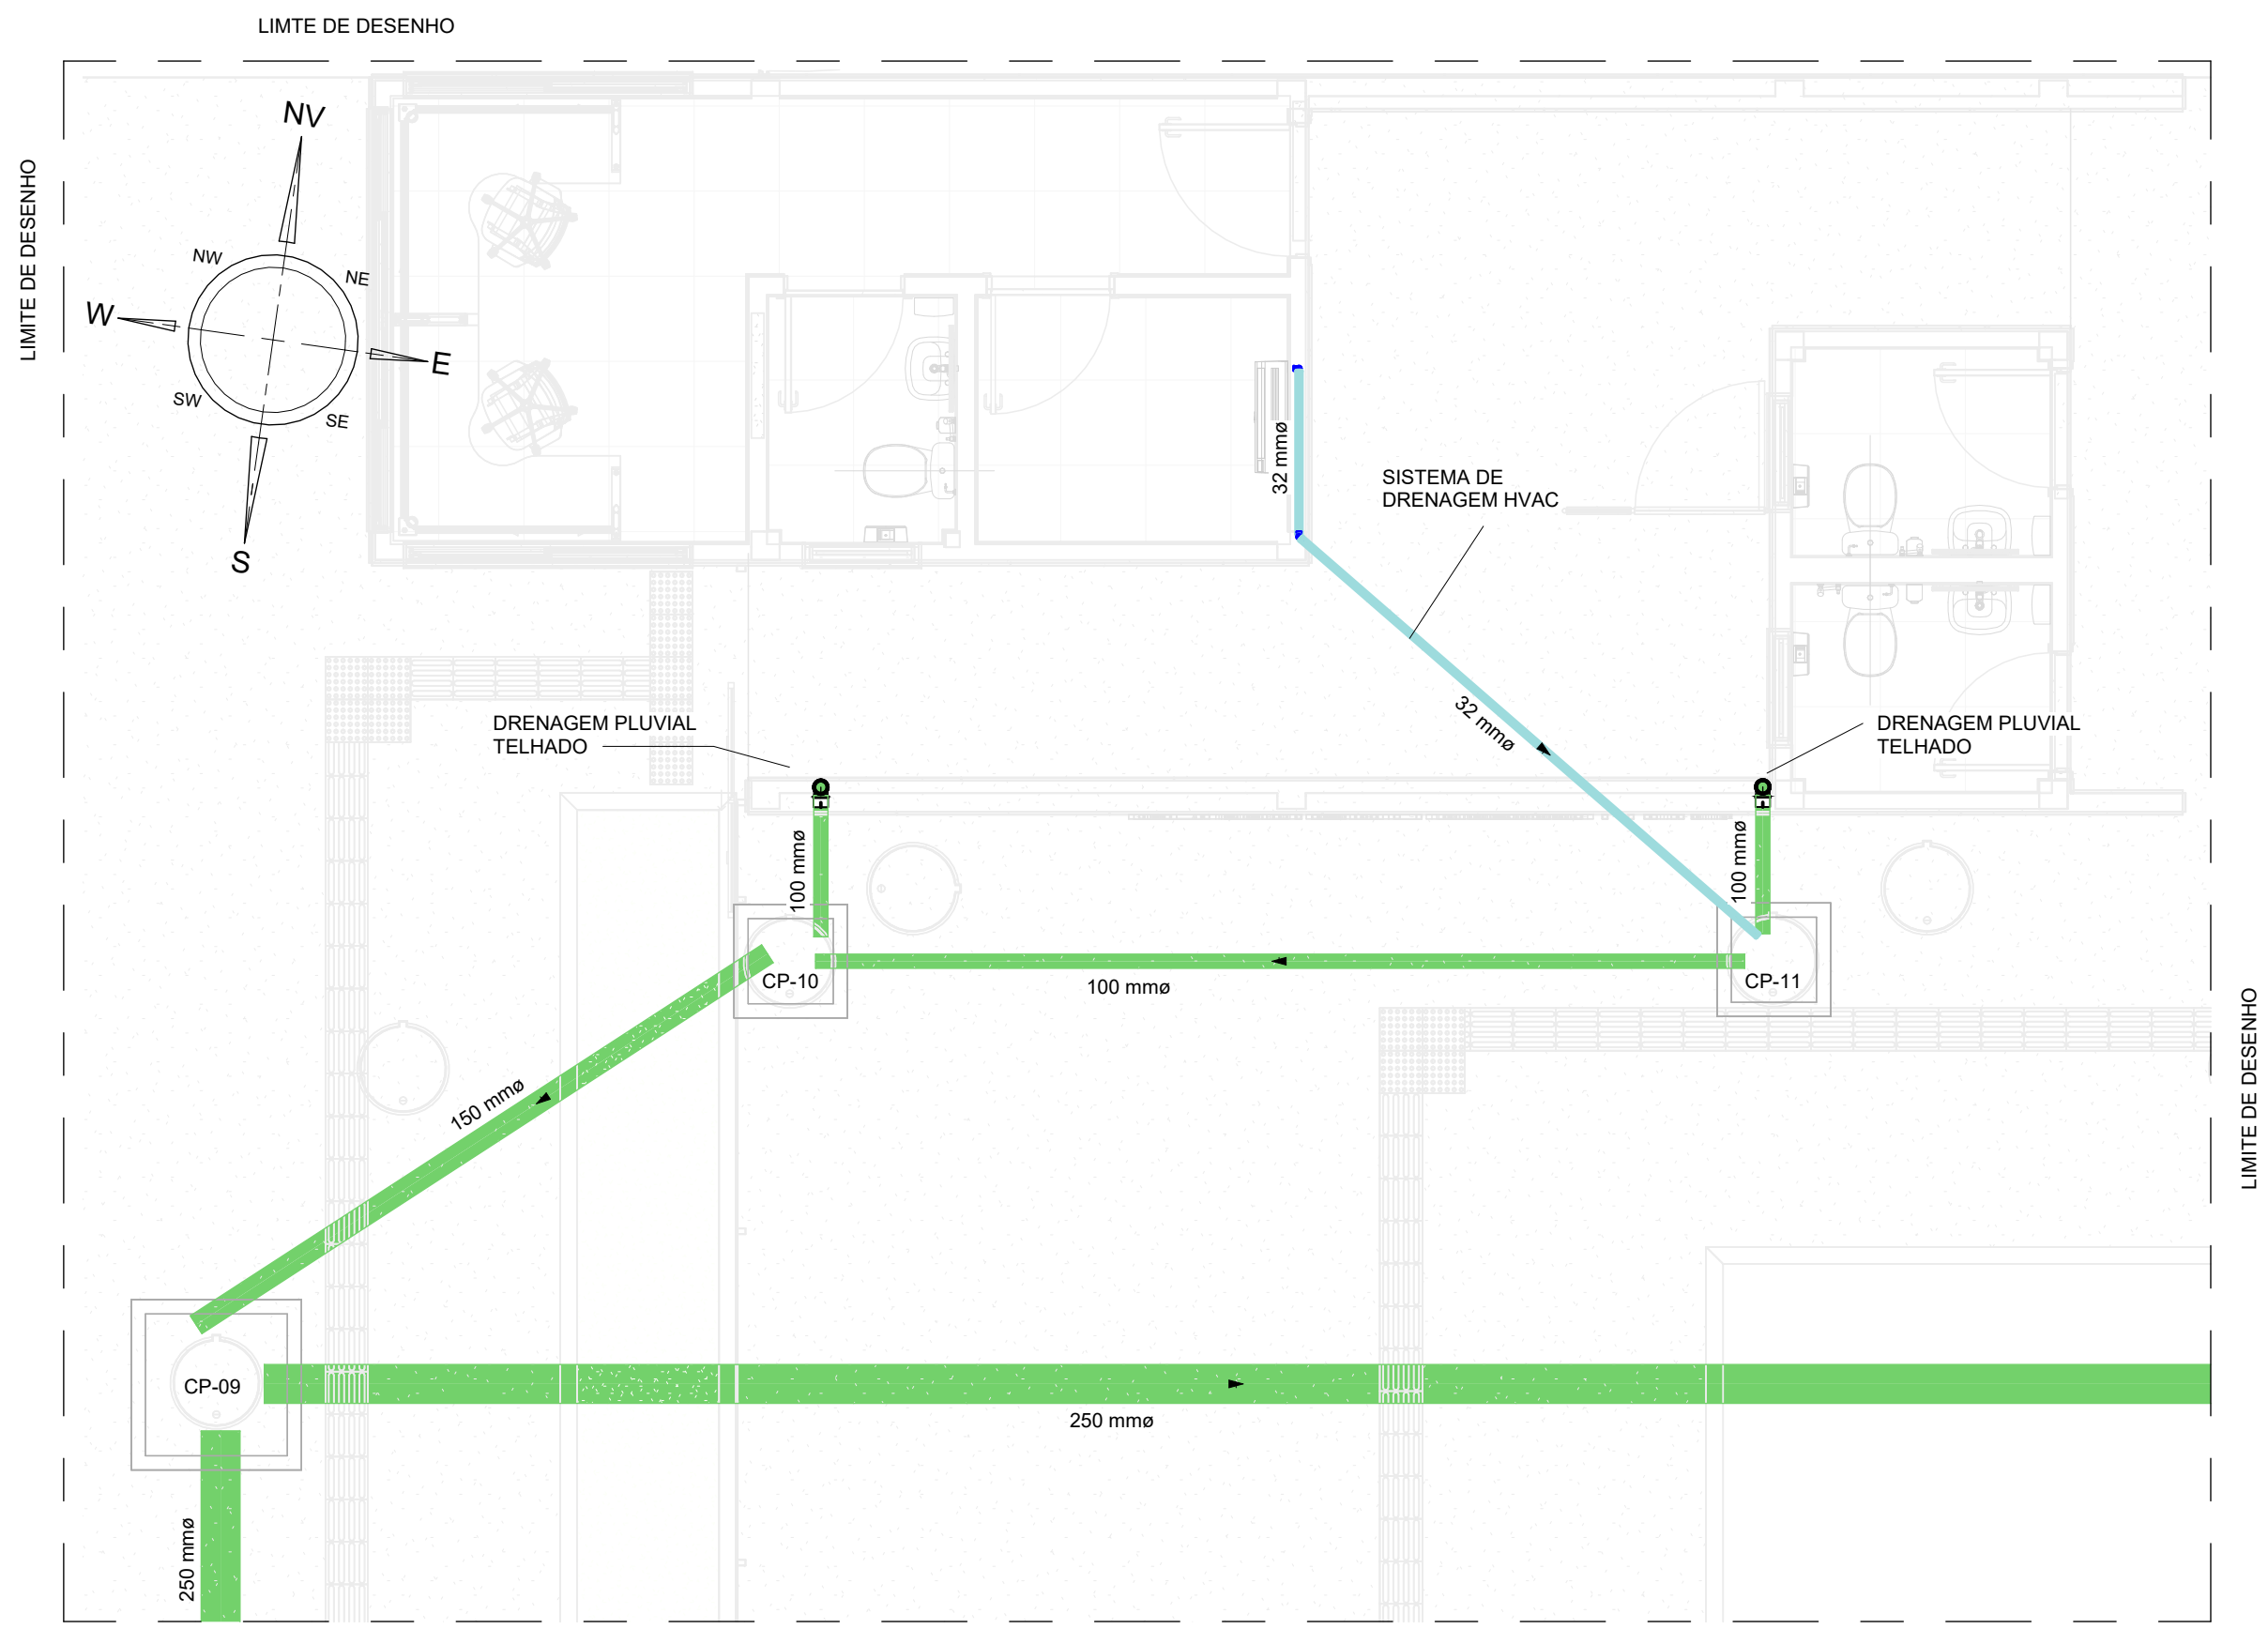 LIMTE DE DESENHO
LIMITE DE DESENHO
NV
NW
NE
W
E
SW
SE
S
32 mmø
SISTEMA DE
DRENAGEM HVAC
32 mmø
DRENAGEM PLUVIAL
TELHADO
DRENAGEM PLUVIAL
TELHADO
100 mmø
100 mmø
CP-10
CP-11
100 mmø
150 mmø
LIMITE DE DESENHO
CP-09
250 mmø
250 mmø